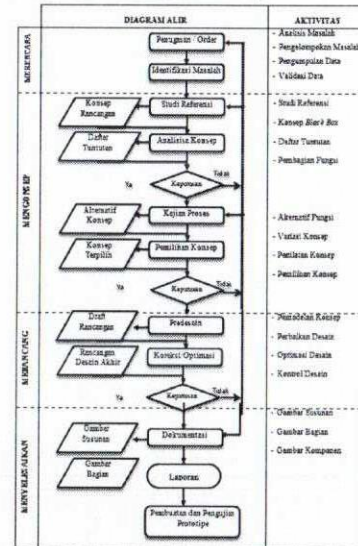 DIAGRAM ALIR
AKTIVITAS
MERENCANA
Penugasan / Order
Identifikasi Masalah
- Analisis Masalah
- Pengelompokan Masalah
- Pengumpulan Data
- Validasi Data
MENGONSEP
Konsep Rancangan
Studi Referensi
Daftar Tuntutan
Analisis Konsep
Tidak
Ya
Keputusan
- Studi Referensi
- Konsep Black Box
- Daftar Tuntutan
- Pembagian Fungsi
Alternatif Konsep
Kajian Proses
Konsep Terpilih
Pemilihan Konsep
Tidak
Ya
Keputusan
- Alternatif Fungsi
- Variasi Konsep
- Penilaian Konsep
- Pemilihan Konsep
MERANCANG
Draft Rancangan
Predesain
Rancangan Desain Akhir
Koreksi Optimasi
Tidak
Ya
Keputusan
- Pemodelan Konsep
- Perbaikan Desain
- Optimasi Desain
- Kontrol Desain
MENYELESAIKAN
Gambar Susunan
Dokumentasi
Gambar Bagian
Laporan
Pembuatan dan Pengujian Prototipe
- Gambar Susunan
- Gambar Bagian
- Gambar Komponen